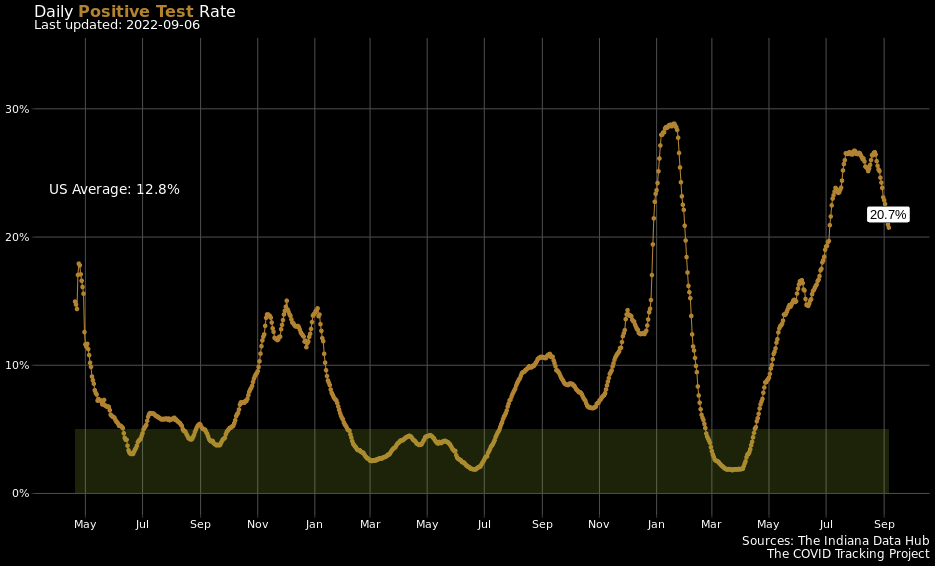 Daily Positive Test Rate
Last updated: 2022-09-06
30%
US Average: 12.8%
20.7%
20%
10%
0%
May Jul Sep Nov Jan Mar May Jul Sep Nov Jan Mar May Jul Sep
Sources: The Indiana Data Hub
The COVID Tracking Project